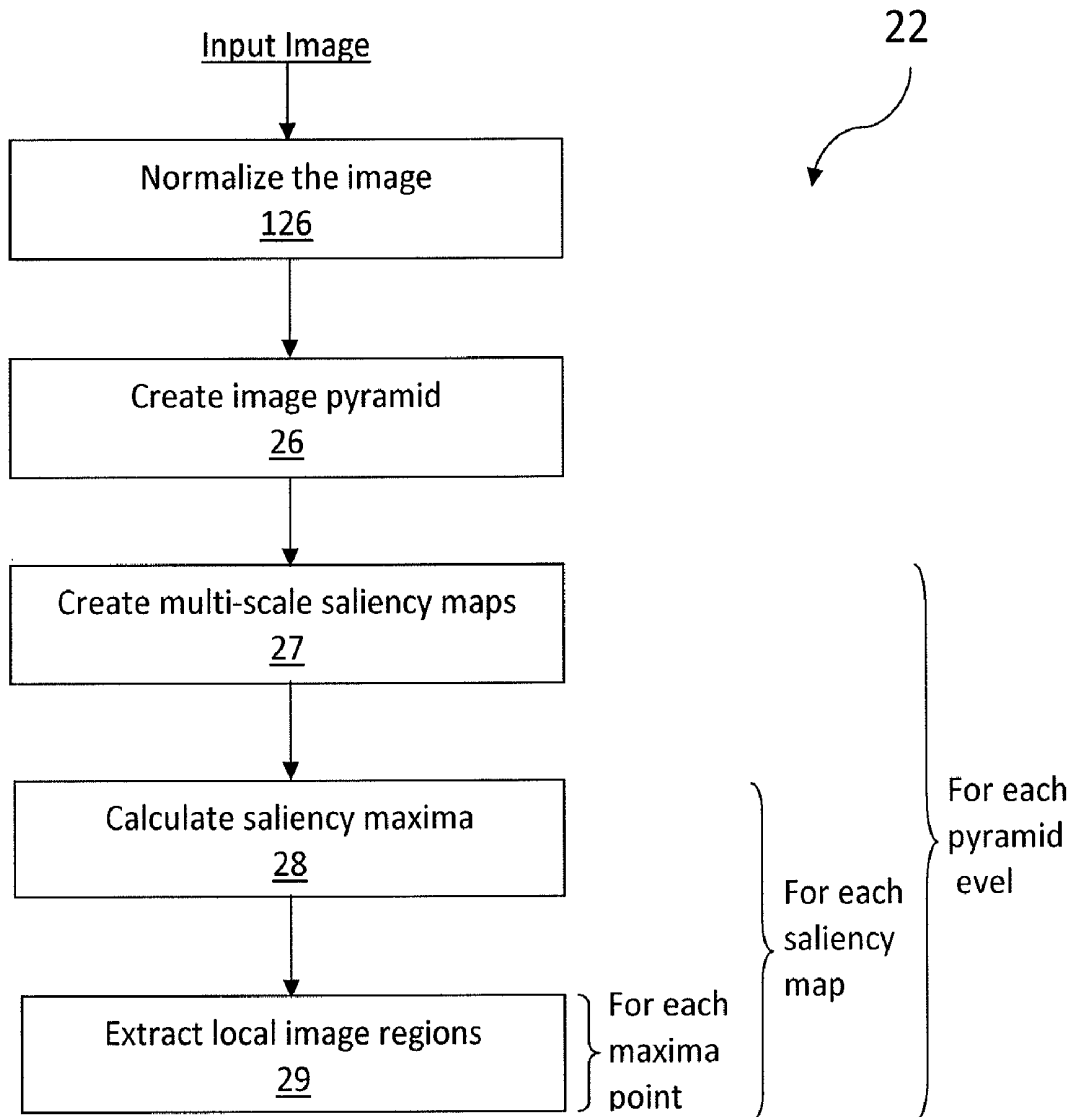 Input Image
22
Normalize the image
126
Create image pyramid
26
Create multi-scale saliency maps
27
Calculate saliency maxima
28
Extract local image regions
29
For each
maxima
point
For each
saliency
map
For each
pyramid
evel